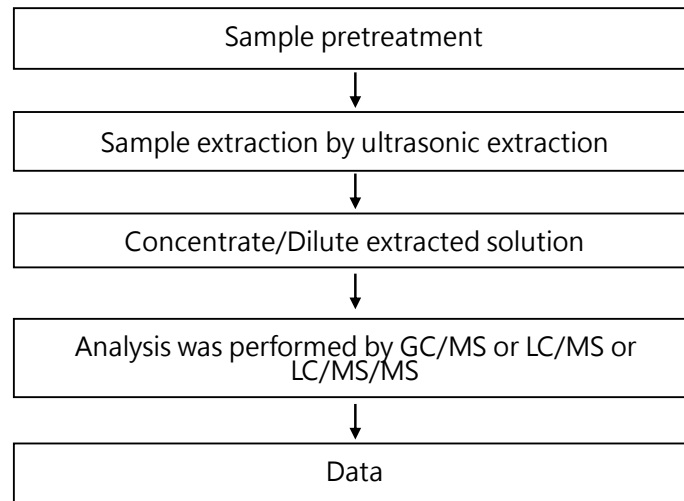 Sample pretreatment
Sample extraction by ultrasonic extraction
Concentrate/Dilute extracted solution
Analysis was performed by GC/MS or LC/MS or
LC/MS/MS
Data